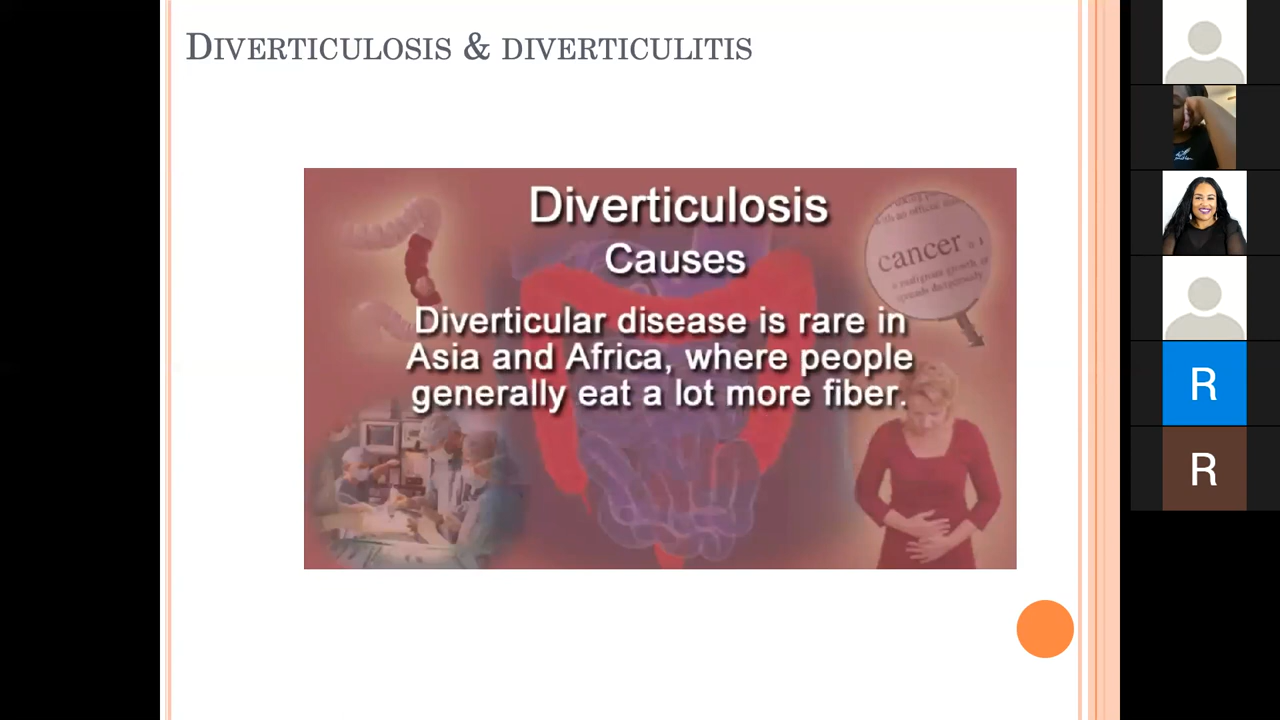 DIVERTICULOSIS & DIVERTICULITIS
Diverticulosis
Causes
cancer
Diverticular disease is rare in
Asia and Africa, where people
generally eat a lot more fiber.
R
R